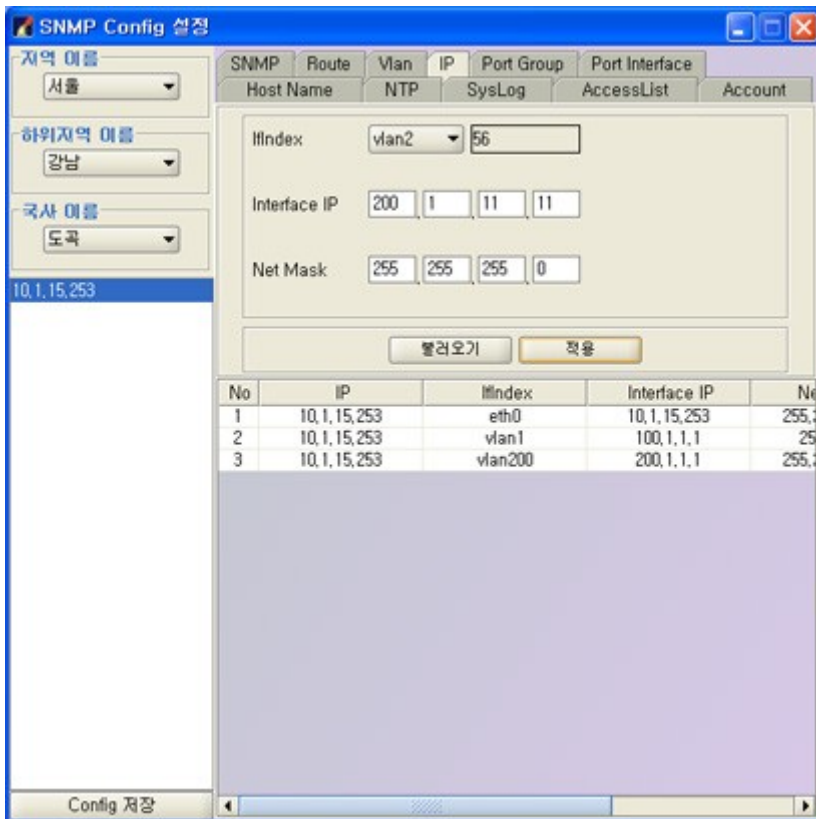 SNMP Config 설정
지역 이름
서울
하위지역 이름
강남
국사 이름
도곡
10,1,15,253
Config 저장
SNMP Route Vlan IP Port Group Port Interface
Host Name NTP SysLog AccessList Account
IfIndex vlan2 56
Interface IP 200 . 1 . 11 . 11
Net Mask 255 . 255 . 255 . 0
불러오기 적용
No IP IfIndex Interface IP Ne
1 10,1,15,253 eth0 10,1,15,253 255,
2 10,1,15,253 vlan1 100,1,1,1 25
3 10,1,15,253 vlan200 200,1,1,1 255,